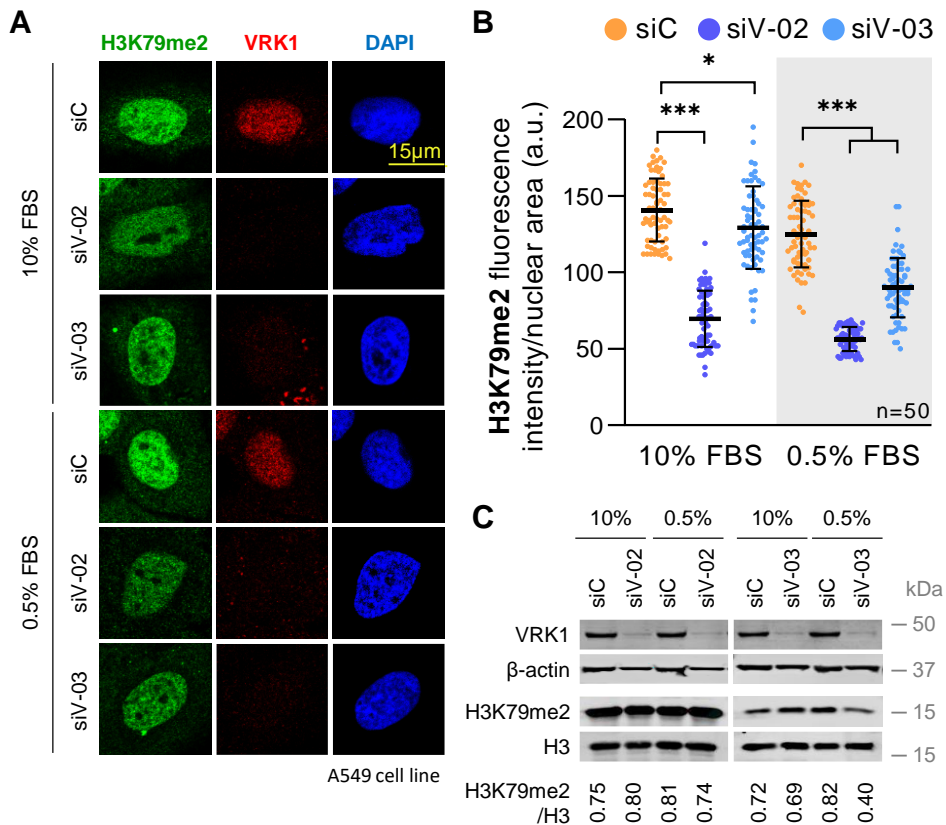 A
H3K79me2 VRK1 DAPI
10% FBS
siC
15µm
siV-02
siV-03
0.5% FBS
siC
siV-02
siV-03
A549 cell line
B
siC siV-02 siV-03
H3K79me2 fluorescence
intensity/nuclear area (a.u.)
200
150
100
50
0
*
***
***
n=50
10% FBS 0.5% FBS
C
10% 0.5% 10% 0.5%
siC siV-02 siC siV-02 siC siV-03 siC siV-03
kDa
VRK1
50
β-actin
37
H3K79me2
15
H3
15
H3K79me2
/H3
0.75 0.80 0.81 0.74 0.72 0.69 0.82 0.40